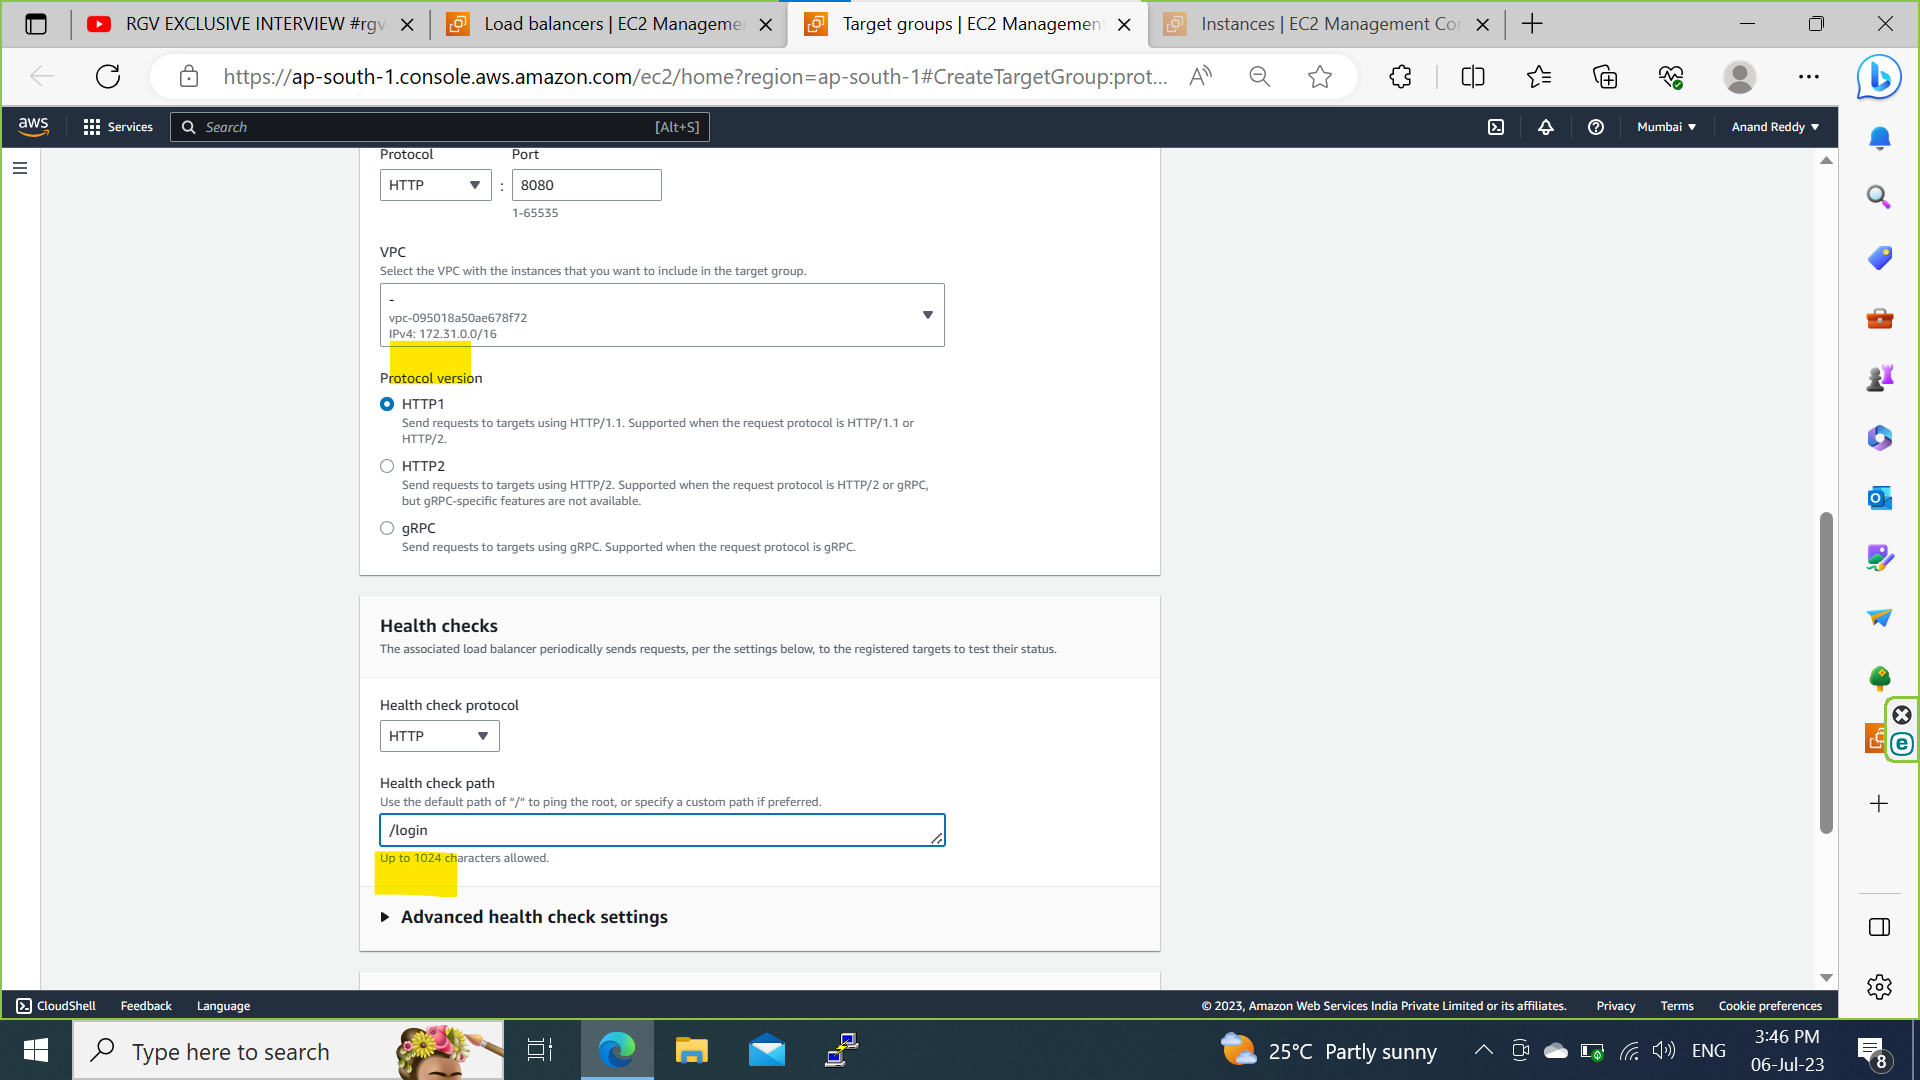 RGV EXCLUSIVE INTERVIEW #rgv
Load balancers | EC2 Manageme
Target groups | EC2 Management
Instances | EC2 Management Co
https://ap-south-1.console.aws.amazon.com/ec2/home?region=ap-south-1#CreateTargetGroup:prot...
aws
Services
Search
[Alt+S]
Mumbai
Anand Reddy
Protocol
Port
HTTP
:
8080
1-65535
VPC
Select the VPC with the instances that you want to include in the target group.
-
vpc-095018a50ae678f72
IPv4: 172.31.0.0/16
Protocol version
HTTP1
Send requests to targets using HTTP/1.1. Supported when the request protocol is HTTP/1.1 or
HTTP/2.
HTTP2
Send requests to targets using HTTP/2. Supported when the request protocol is HTTP/2 or gRPC,
but gRPC-specific features are not available.
gRPC
Send requests to targets using gRPC. Supported when the request protocol is gRPC.
Health checks
The associated load balancer periodically sends requests, per the settings below, to the registered targets to test their status.
Health check protocol
HTTP
Health check path
Use the default path of "/" to ping the root, or specify a custom path if preferred.
/login
Up to 1024 characters allowed.
Advanced health check settings
CloudShell
Feedback
Language
© 2023, Amazon Web Services India Private Limited or its affiliates.
Privacy
Terms
Cookie preferences
Type here to search
25°C Partly sunny
ENG
3:46 PM
06-Jul-23
8